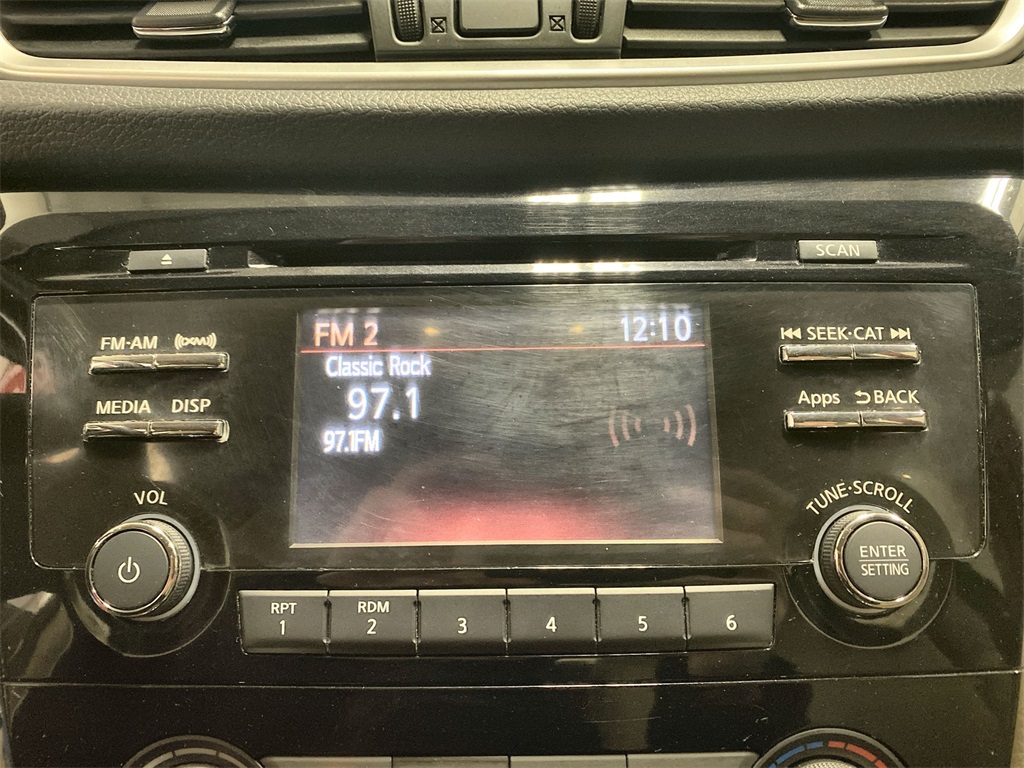 SCAN
FM·AM ((XM))
MEDIA DISP
VOL
FM 2 12:10
Classic Rock
97.1
97.1FM
SEEK·CAT
Apps BACK
TUNE·SCROLL
ENTER
SETTING
RPT
1
RDM
2
3
4
5
6